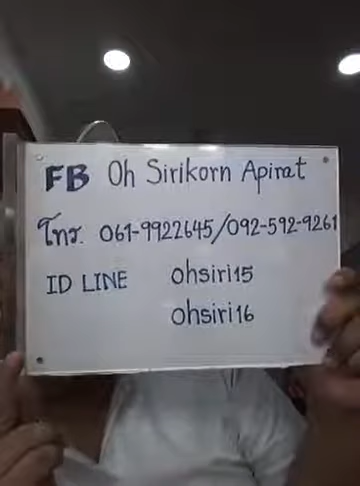 FB Oh Sirikorn Apirat
โทร. 061-9922645/092-592-9261
ID LINE ohsiri15
ohsiri16